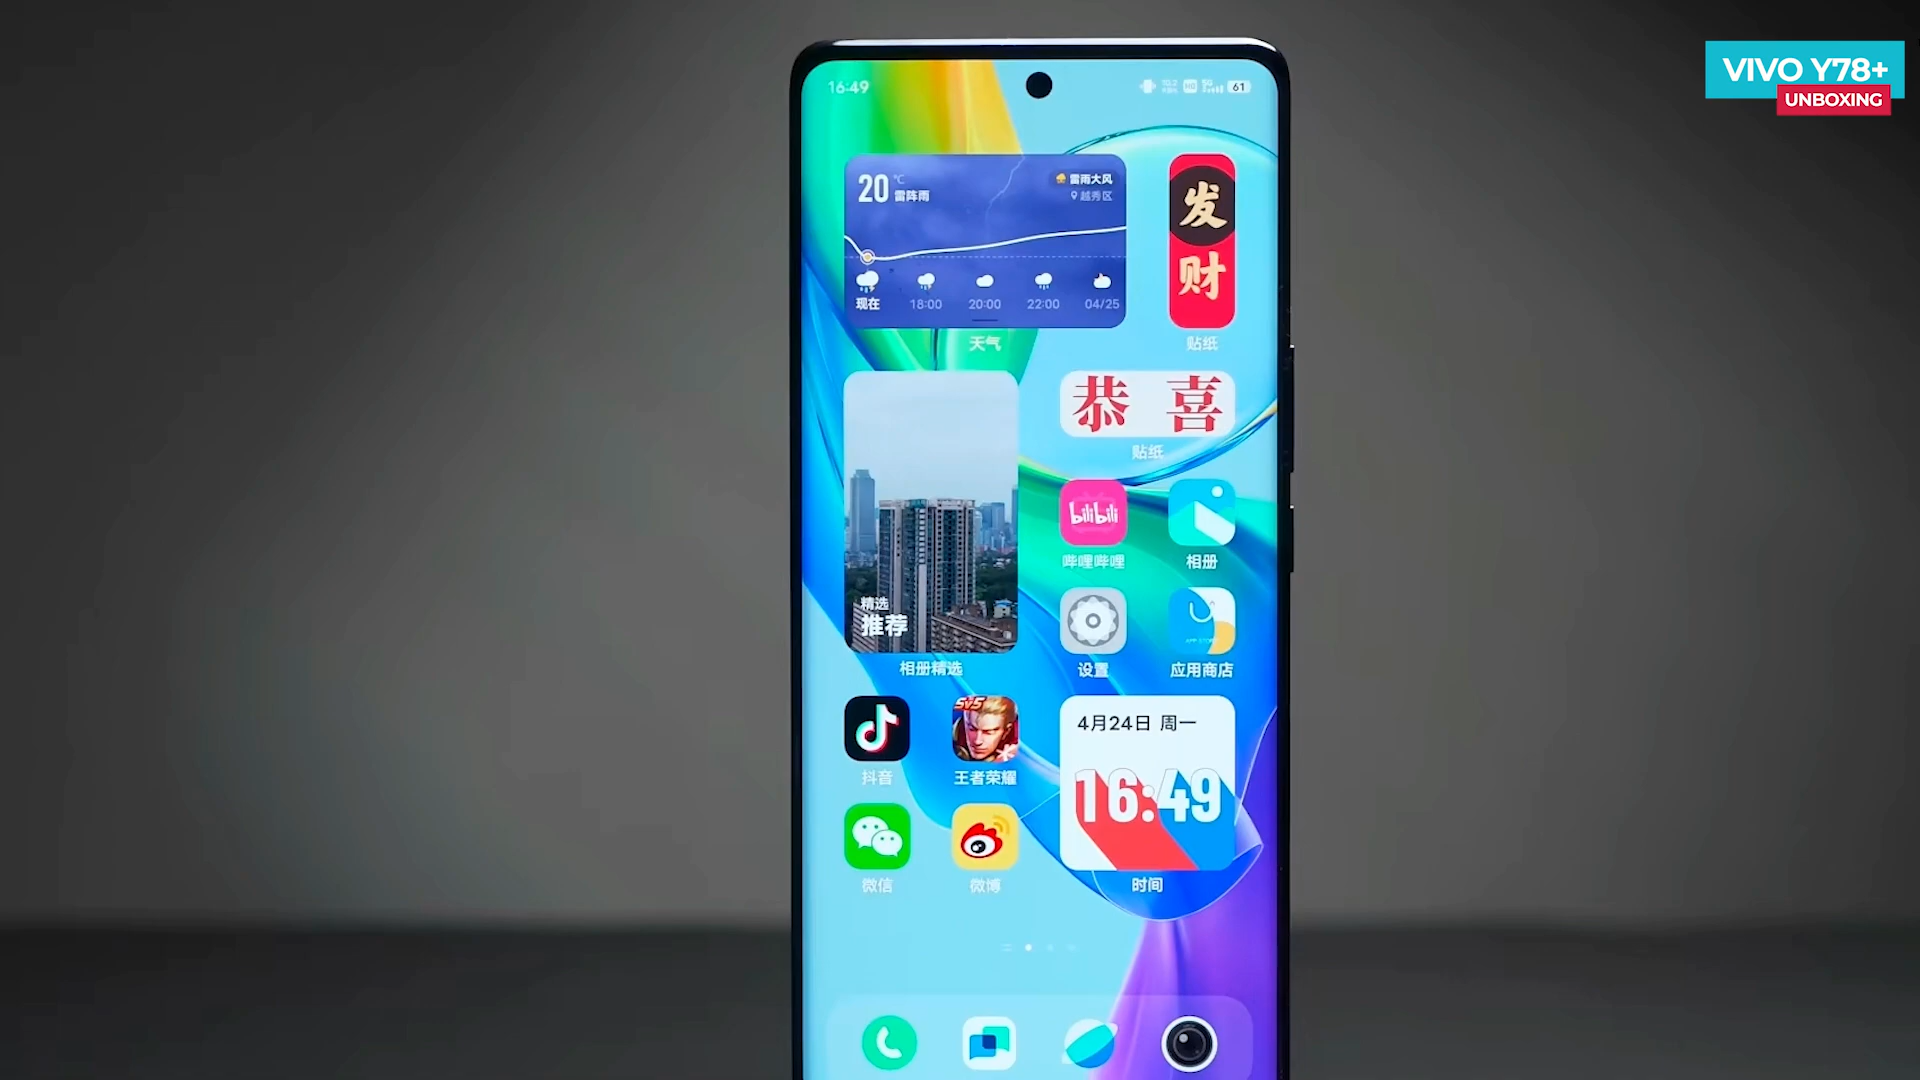 VIVO Y78+
UNBOXING
16:49
HD 5G 61
20 °C
雷阵雨
雷雨大风
越秀区
现在 18:00 20:00 22:00 04/25
天气
发
财
贴纸
恭 喜
贴纸
精选
推荐
相册精选
bilibili
哔哩哔哩
相册
设置
应用商店
抖音
5v5
王者荣耀
4月24日 周一
16:49
时间
微信
微博